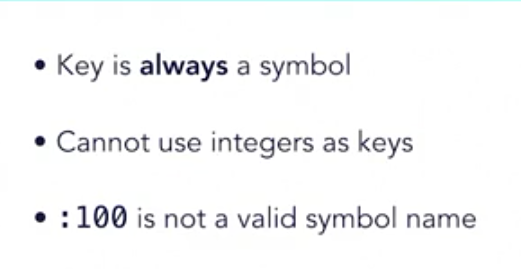 • Key is always a symbol
• Cannot use integers as keys
• :100 is not a valid symbol name